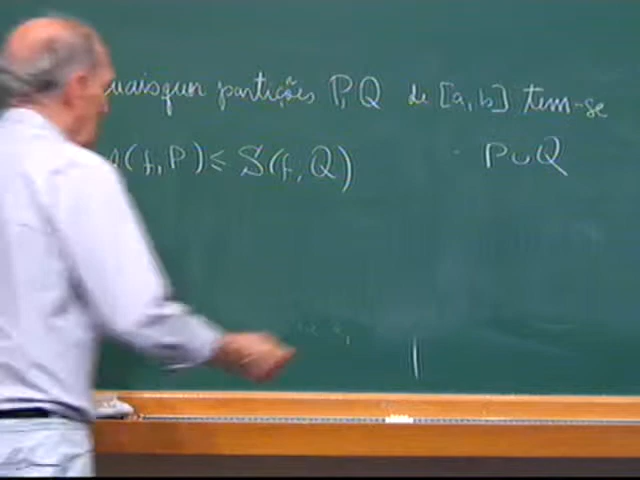 uaisquer partições P, Q de [a, b] tem-se
(f, P) ≤ S(f, Q) P∪Q